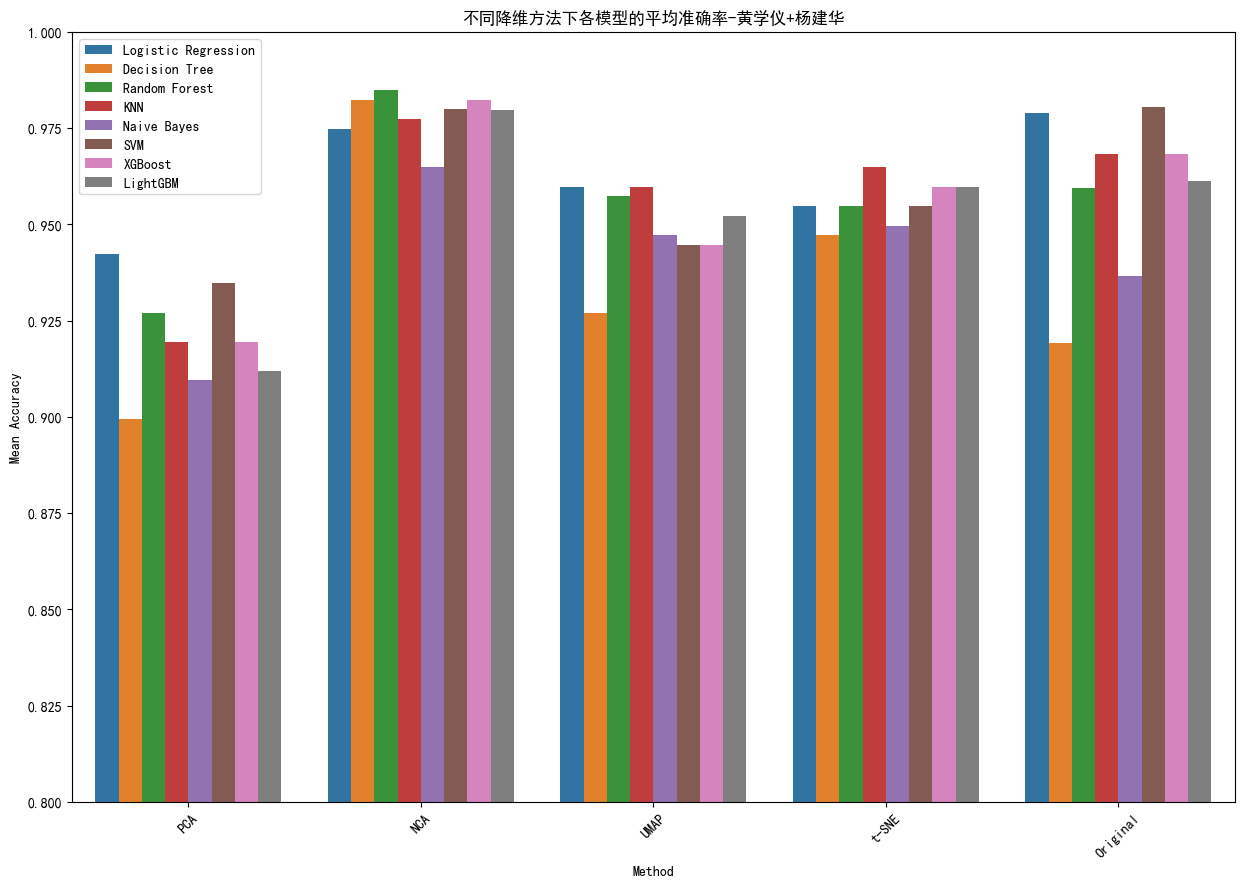 不同降维方法下各模型的平均准确率-黄学仪+杨建华
Logistic Regression
Decision Tree
Random Forest
KNN
Naive Bayes
SVM
XGBoost
LightGBM
1.000
0.975
0.950
0.925
0.900
0.875
0.850
0.825
0.800
Mean Accuracy
PCA
NCA
UMAP
t-SNE
Original
Method